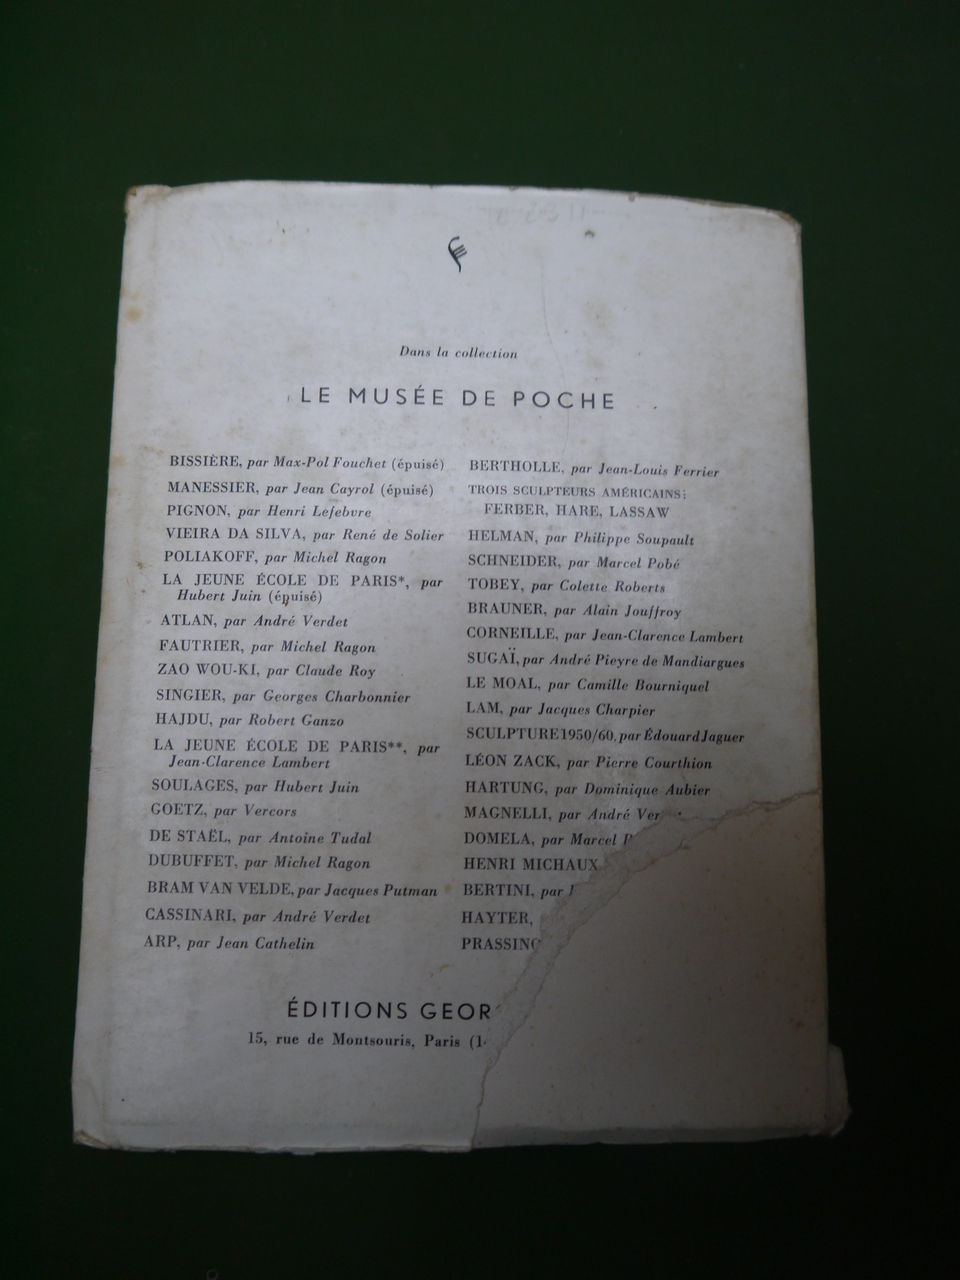 Dans la collection
LE MUSÉE DE POCHE
BISSIÈRE, par Max-Pol Fouchet (épuisé)
MANESSIER, par Jean Cayrol (épuisé)
PIGNON, par Henri Lefebvre
VIEIRA DA SILVA, par René de Solier
POLIAKOFF, par Michel Ragon
LA JEUNE ÉCOLE DE PARIS*, par
Hubert Juin (épuisé)
ATLAN, par André Verdet
FAUTRIER, par Michel Ragon
ZAO WOU-KI, par Claude Roy
SINGIER, par Georges Charbonnier
HAJDU, par Robert Ganzo
LA JEUNE ÉCOLE DE PARIS**, par
Jean-Clarence Lambert
SOULAGES, par Hubert Juin
GOETZ, par Vercors
DE STAËL, par Antoine Tudal
DUBUFFET, par Michel Ragon
BRAM VAN VELDE, par Jacques Putman
CASSINARI, par André Verdet
ARP, par Jean Cathelin
BERTHOLLE, par Jean-Louis Ferrier
TROIS SCULPTEURS AMÉRICAINS:
FERBER, HARE, LASSAW
HELMAN, par Philippe Soupault
SCHNEIDER, par Marcel Pobé
TOBEY, par Colette Roberts
BRAUNER, par Alain Jouffroy
CORNEILLE, par Jean-Clarence Lambert
SUGAÏ, par André Pieyre de Mandiargues
LE MOAL, par Camille Bourniquel
LAM, par Jacques Charpier
SCULPTURE 1950/60, par Édouard Jaguer
LÉON ZACK, par Pierre Courthion
HARTUNG, par Dominique Aubier
MAGNELLI, par André Ver
DOMELA, par Marcel
HENRI MICHAUX
BERTINI, par
HAYTER,
PRASSIN
ÉDITIONS GEOR
15, rue de Montsouris, Paris (1